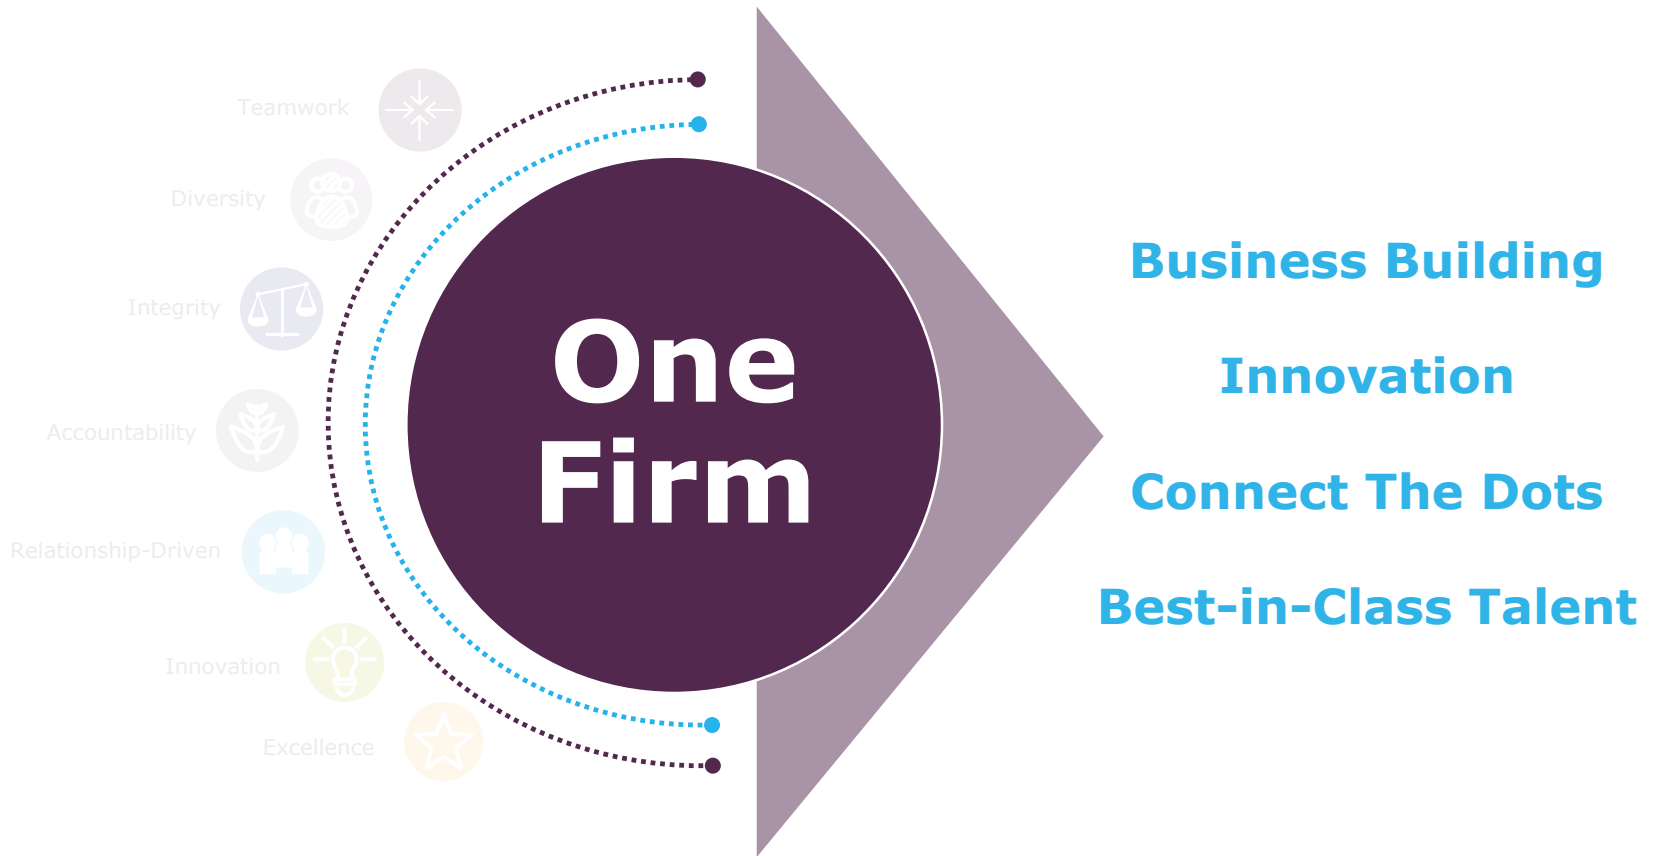 Teamwork
Diversity
Integrity
Accountability
Relationship-Driven
Innovation
Excellence
One
Firm
Business Building
Innovation
Connect The Dots
Best-in-Class Talent